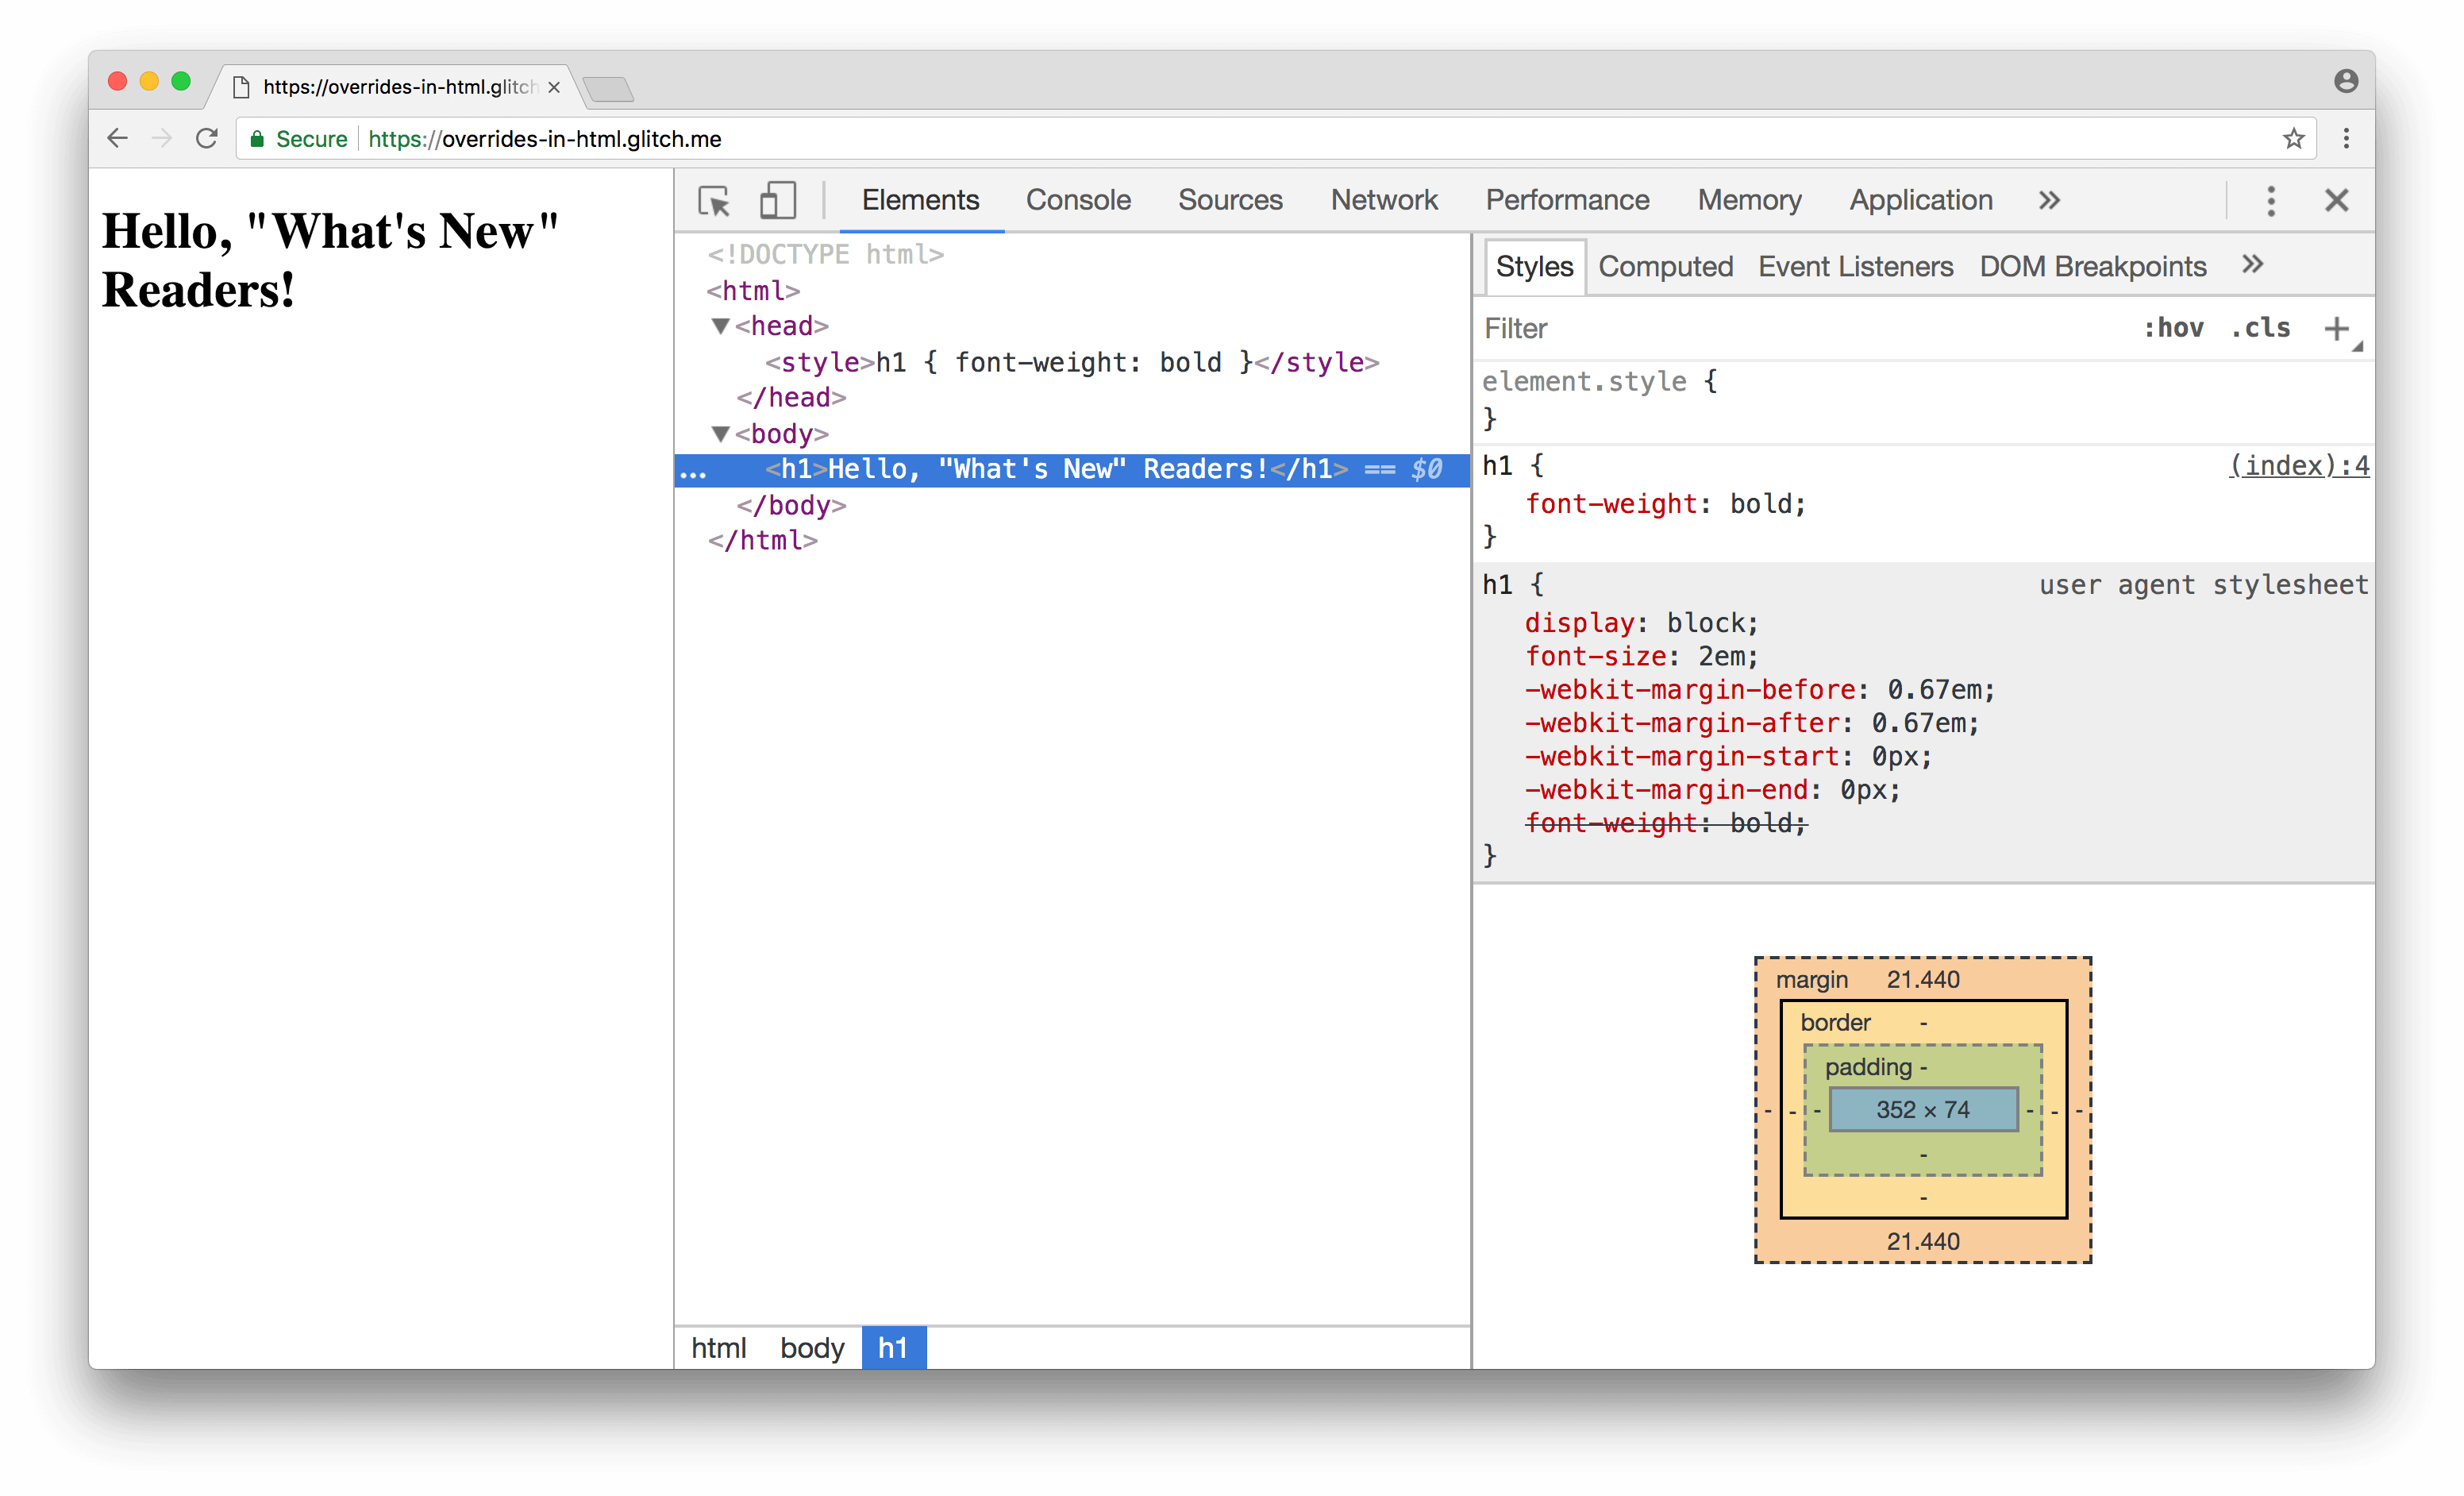 https://overrides-in-html.glitch
Secure https://overrides-in-html.glitch.me
Hello, "What's New"
Readers!
Elements Console Sources Network Performance Memory Application »
<!DOCTYPE html>
<html>
▼<head>
<style>h1 { font-weight: bold }</style>
</head>
▼<body>
... <h1>Hello, "What's New" Readers!</h1> == $0
</body>
</html>
html body h1
Styles Computed Event Listeners DOM Breakpoints »
Filter :hov .cls +
element.style {
}
h1 { (index):4
font-weight: bold;
}
h1 { user agent stylesheet
display: block;
font-size: 2em;
-webkit-margin-before: 0.67em;
-webkit-margin-after: 0.67em;
-webkit-margin-start: 0px;
-webkit-margin-end: 0px;
font-weight: bold;
}
margin 21.440
border -
padding -
- - - 352 × 74 - - -
-
-
21.440